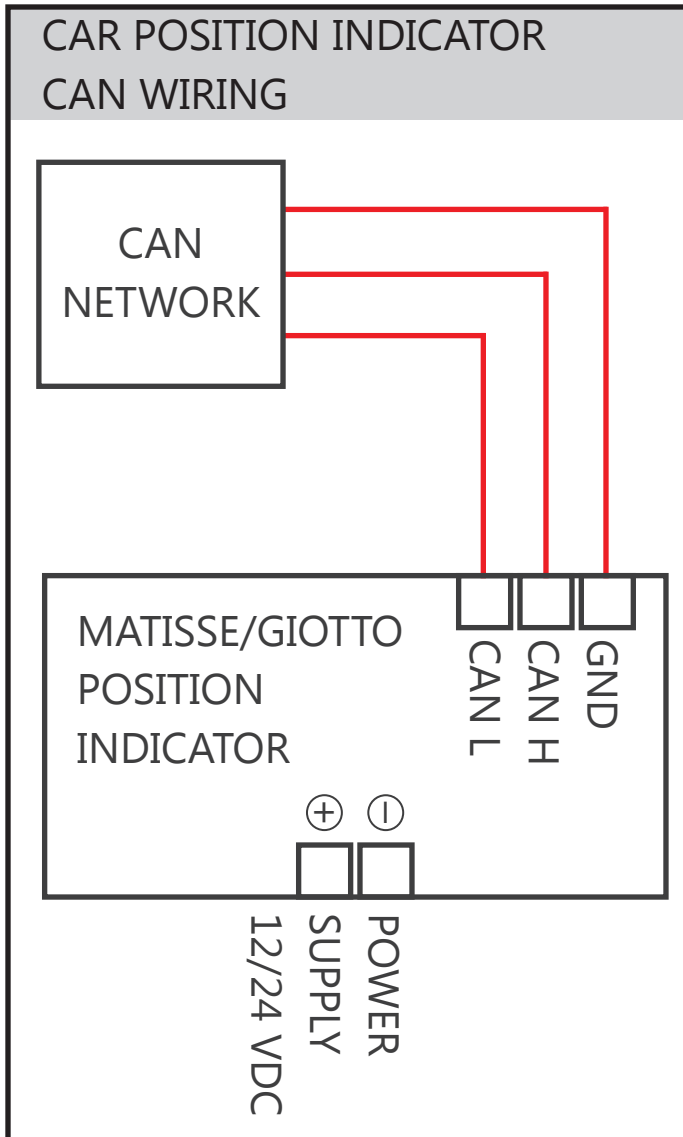 CAR POSITION INDICATOR
CAN WIRING
CAN
NETWORK
MATISSE/GIOTTO
POSITION
INDICATOR
CAN L
CAN H
GND
+
−
POWER
SUPPLY
12/24 VDC